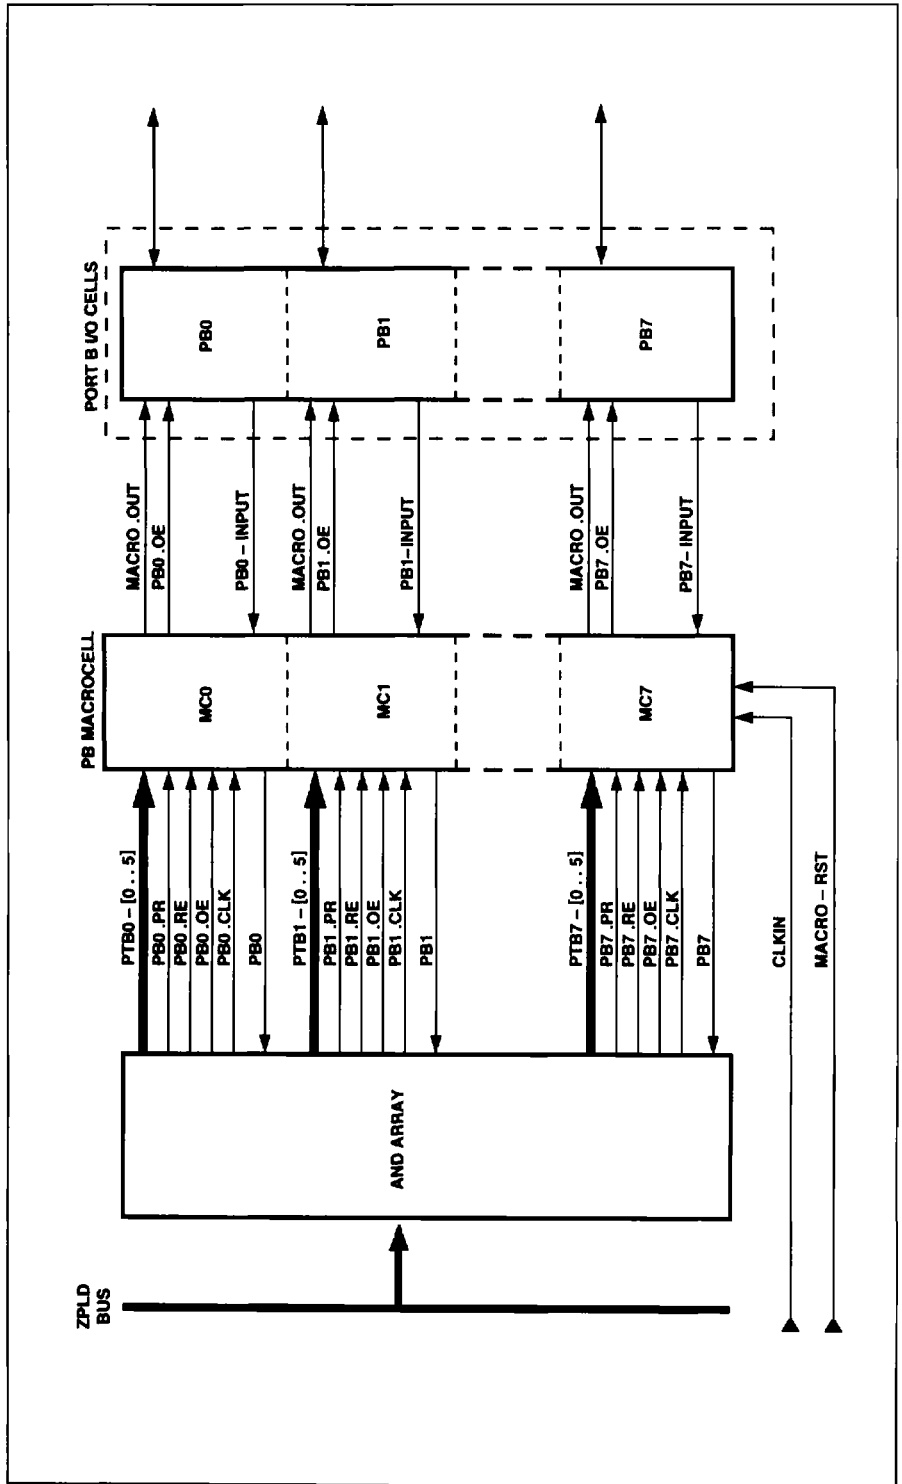 ZPLD
BUS
AND ARRAY
PTB0 – [0 . . 5]
PB0 .PR
PB0 .RE
PB0 .OE
PB0 .CLK
PB0
PTB1 – [0 . . 5]
PB1 .PR
PB1 .RE
PB1 .OE
PB1 .CLK
PB1
PTB7 – [0 . . 5]
PB7 .PR
PB7 .RE
PB7 .OE
PB7 .CLK
PB7
CLKIN
MACRO – RST
PB MACROCELL
MC0
MC1
MC7
MACRO .OUT
PB0 .OE
PB0 – INPUT
MACRO .OUT
PB1 .OE
PB1 – INPUT
MACRO .OUT
PB7 .OE
PB7 – INPUT
PORT B I/O CELLS
PB0
PB1
PB7